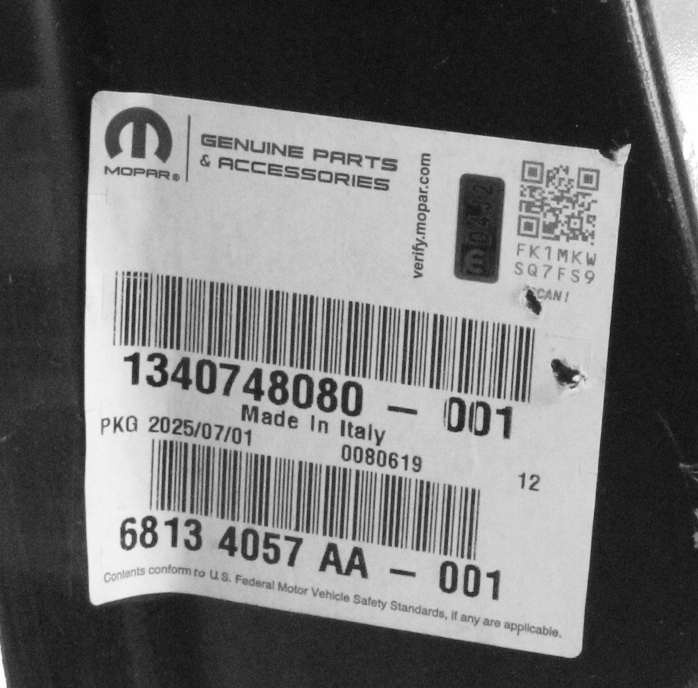 MOPAR®
GENUINE PARTS
& ACCESSORIES
verify.mopar.com
FK1MKW
SQ7FS9
SCAN!
1340748080 – 001
Made In Italy
PKG 2025/07/01
0080619
12
6813 4057 AA – 001
Contents conform to U.S. Federal Motor Vehicle Safety Standards, if any are applicable.